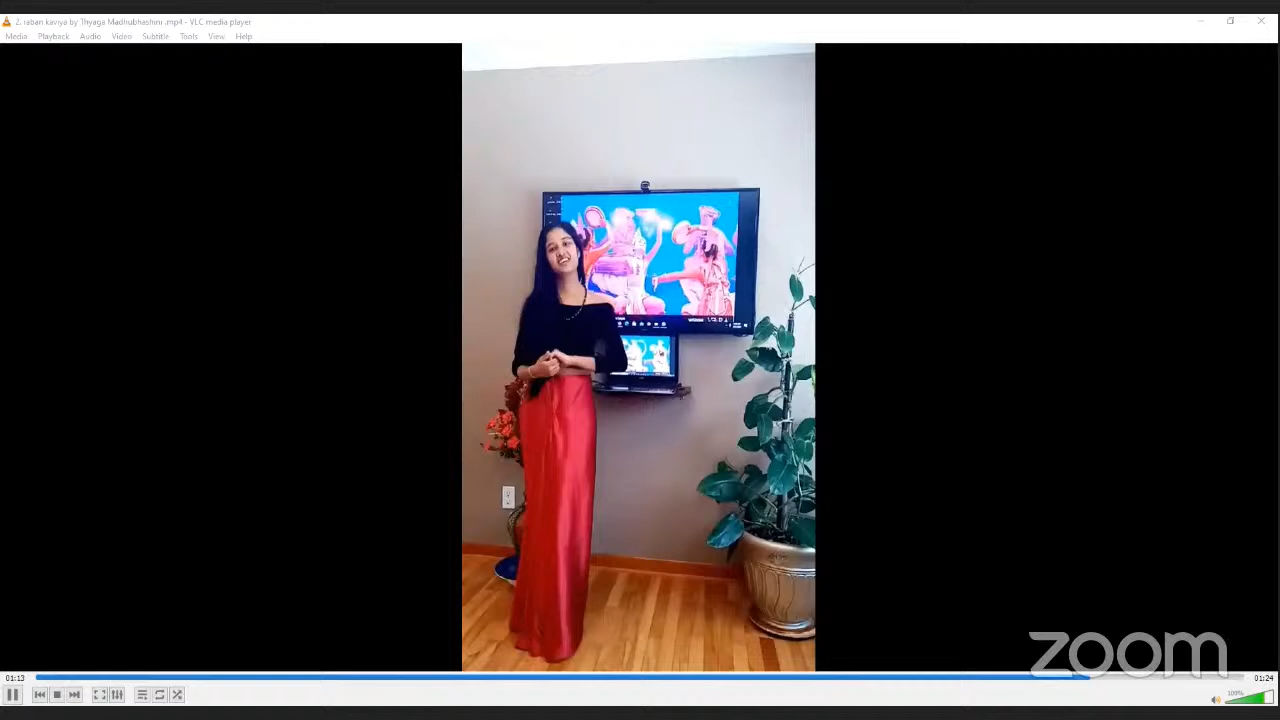 2. raban kaviya by Thyaga Madhubhashini .mp4 - VLC media player
Media Playback Audio Video Subtitle Tools View Help
zoom
01:13
01:24
100%